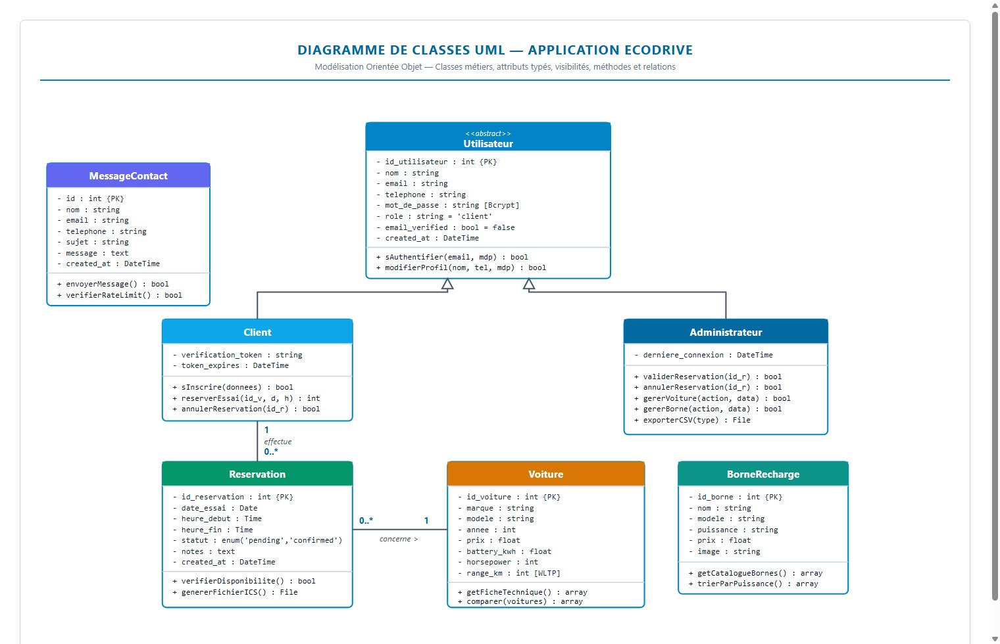 DIAGRAMME DE CLASSES UML — APPLICATION ECODRIVE
Modélisation Orientée Objet — Classes métiers, attributs typés, visibilités, méthodes et relations
<<abstract>>
Utilisateur
- id_utilisateur : int {PK}
- nom : string
- email : string
- telephone : string
- mot_de_passe : string [Bcrypt]
- role : string = 'client'
- email_verified : bool = false
- created_at : DateTime
+ sAuthentifier(email, mdp) : bool
+ modifierProfil(nom, tel, mdp) : bool
MessageContact
- id : int {PK}
- nom : string
- email : string
- telephone : string
- sujet : string
- message : text
- created_at : DateTime
+ envoyerMessage() : bool
+ verifierRateLimit() : bool
Client
- verification_token : string
- token_expires : DateTime
+ sInscrire(donnees) : bool
+ reserverEssai(id_v, d, h) : int
+ annulerReservation(id_r) : bool
Administrateur
- derniere_connexion : DateTime
+ validerReservation(id_r) : bool
+ annulerReservation(id_r) : bool
+ gererVoiture(action, data) : bool
+ gererBorne(action, data) : bool
+ exporterCSV(type) : File
1
effectue
0..*
Reservation
- id_reservation : int {PK}
- date_essai : Date
- heure_debut : Time
- heure_fin : Time
- statut : enum('pending','confirmed')
- notes : text
- created_at : DateTime
+ verifierDisponibilite() : bool
+ genererFichierICS() : File
0..* 1
concerne >
Voiture
- id_voiture : int {PK}
- marque : string
- modele : string
- annee : int
- prix : float
- battery_kwh : float
- horsepower : int
- range_km : int [WLTP]
+ getFicheTechnique() : array
+ comparer(voitures) : array
BorneRecharge
- id_borne : int {PK}
- nom : string
- modele : string
- puissance : string
- prix : float
- image : string
+ getCatalogueBornes() : array
+ trierParPuissance() : array